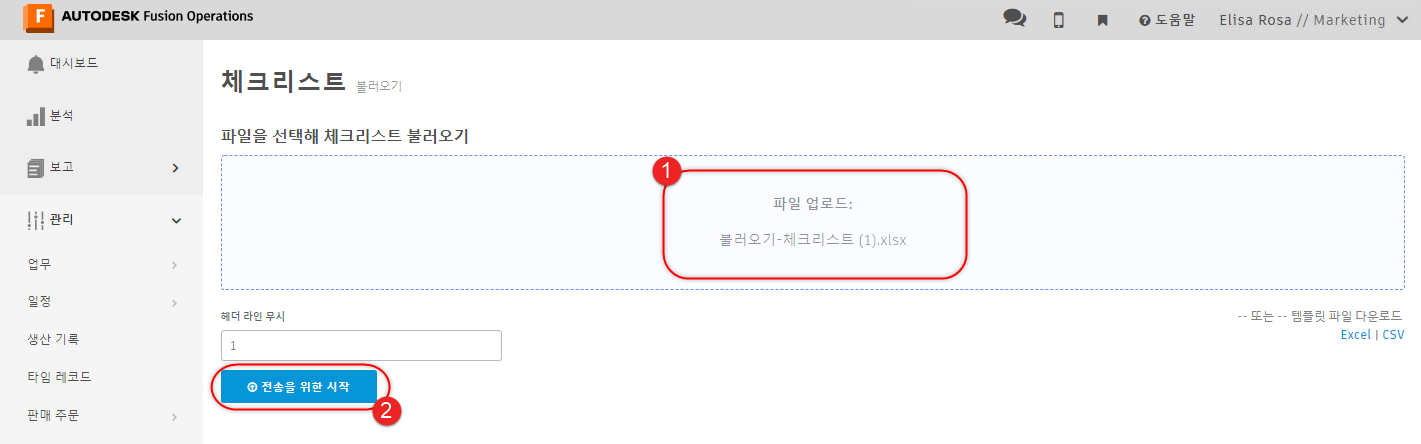 F AUTODESK Fusion Operations
도움말
Elisa Rosa // Marketing
대시보드
분석
보고
관리
업무
일정
생산 기록
타임 레코드
판매 주문
체크리스트 불러오기
파일을 선택해 체크리스트 불러오기
1
파일 업로드:
불러오기-체크리스트 (1).xlsx
헤더 라인 무시
1
전송을 위한 시작
2
-- 또는 -- 템플릿 파일 다운로드
Excel | CSV